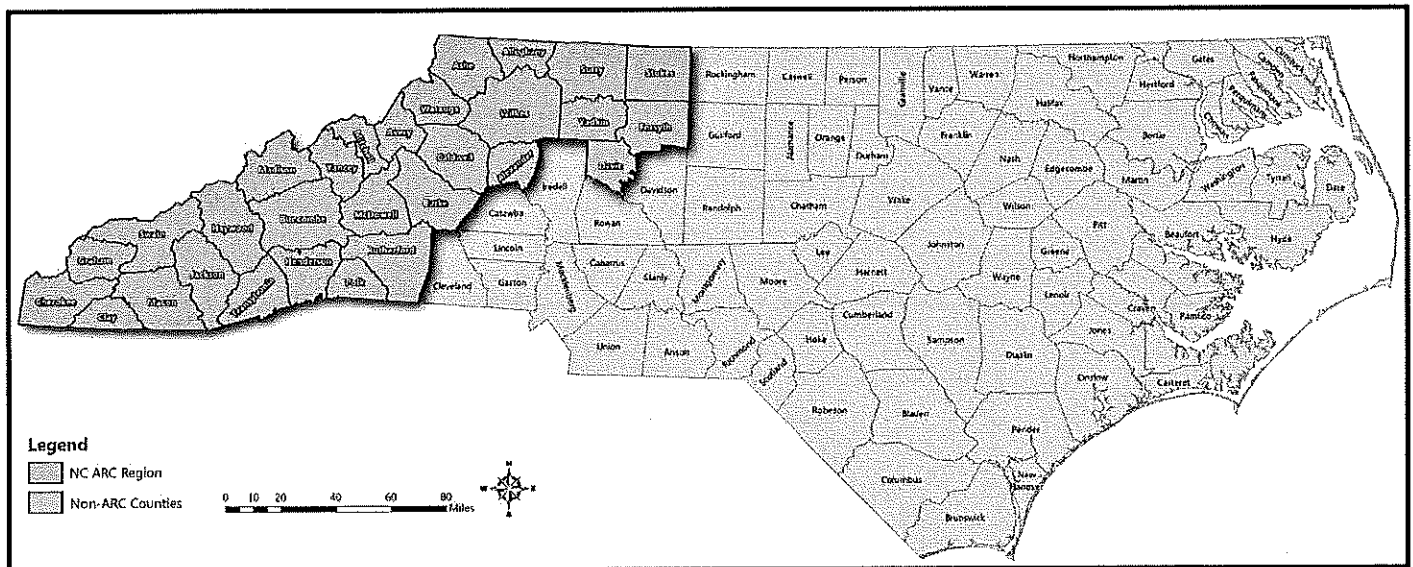 Ashe
Alleghany
Surry
Stokes
Rockingham
Caswell
Person
Granville
Vance
Warren
Northampton
Gates
Hertford
Halifax
Watauga
Wilkes
Yadkin
Forsyth
Guilford
Alamance
Orange
Durham
Franklin
Bertie
Avery
Mitchell
Caldwell
Alexander
Davie
Iredell
Davidson
Nash
Edgecombe
Martin
Washington
Tyrrell
Dare
Madison
Yancey
Burke
McDowell
Catawba
Rowan
Randolph
Chatham
Wake
Wilson
Pitt
Beaufort
Hyde
Swain
Haywood
Buncombe
Rutherford
Lincoln
Cabarrus
Stanly
Montgomery
Moore
Lee
Harnett
Johnston
Greene
Wayne
Lenoir
Craven
Pamlico
Graham
Jackson
Henderson
Polk
Cleveland
Gaston
Mecklenburg
Cherokee
Clay
Macon
Transylvania
Union
Anson
Richmond
Scotland
Hoke
Cumberland
Sampson
Duplin
Jones
Onslow
Carteret
Robeson
Bladen
Pender
New
Hanover
Columbus
Brunswick
Legend
NC ARC Region
Non-ARC Counties
0 10 20 40 60 80
Miles
N
W